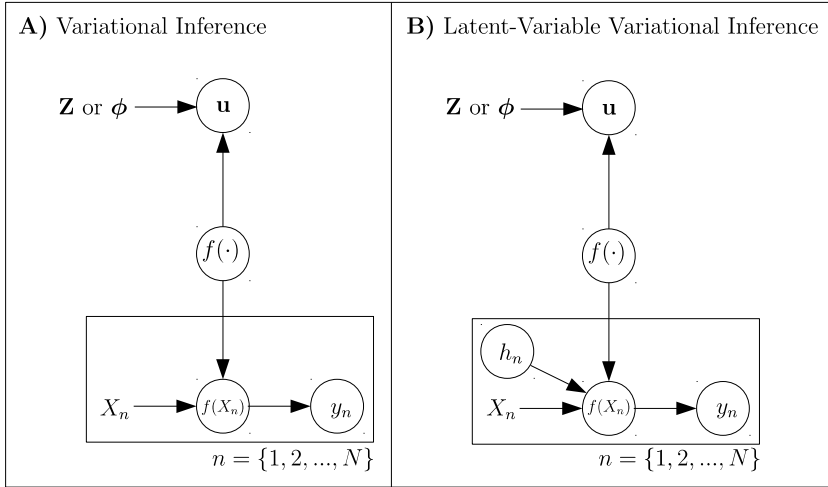 A) Variational Inference
Z or ϕ
u
f(·)
X_n
f(X_n)
y_n
n = {1, 2, ..., N}
B) Latent-Variable Variational Inference
Z or ϕ
u
f(·)
h_n
X_n
f(X_n)
y_n
n = {1, 2, ..., N}